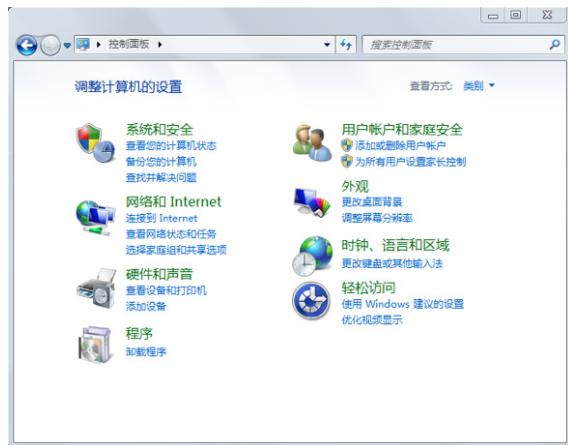 控制面板
搜索控制面板
调整计算机的设置
查看方式: 类别
系统和安全
查看您的计算机状态
备份您的计算机
查找并解决问题
网络和 Internet
连接到 Internet
查看网络状态和任务
选择家庭组和共享选项
硬件和声音
查看设备和打印机
添加设备
程序
卸载程序
用户帐户和家庭安全
添加或删除用户帐户
为所有用户设置家长控制
外观
更改桌面背景
调整屏幕分辨率
时钟、语言和区域
更改键盘或其他输入法
轻松访问
使用 Windows 建议的设置
优化视频显示